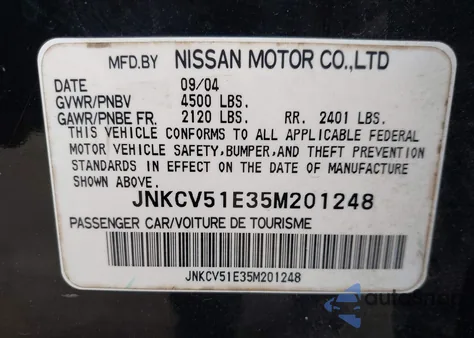 MFD.BY NISSAN MOTOR CO.,LTD
DATE 09/04
GVWR/PNBV 4500 LBS.
GAWR/PNBE FR. 2120 LBS. RR. 2401 LBS.
THIS VEHICLE CONFORMS TO ALL APPLICABLE FEDERAL
MOTOR VEHICLE SAFETY, BUMPER, AND THEFT PREVENTION
STANDARDS IN EFFECT ON THE DATE OF MANUFACTURE
SHOWN ABOVE. JNKCV51E35M201248
PASSENGER CAR/VOITURE DE TOURISME
JNKCV51E35M201248